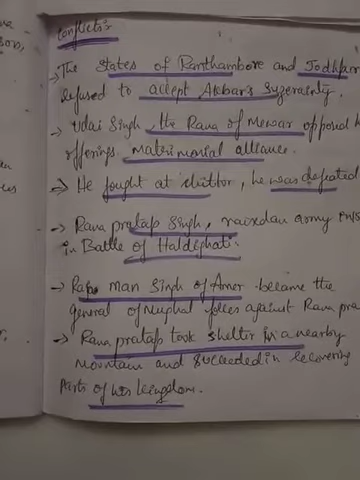 Conflicts:
→ The states of Ranthambore and Jodhpur
refused to accept Akbar's Suzerainty.
→ Udai Singh, the Rana of Mewar opposed
offerings matrimonial alliance.
→ He fought at chittor, he was defeated
→ Rana pratap Singh, army
in Battle of Haldighati.
→ man Singh of Amer became the
general of Mughal forces against Rana pra
→ Rana pratap took shelter in a nearby
mountain and succeeded in recovering
parts of his kingdom.